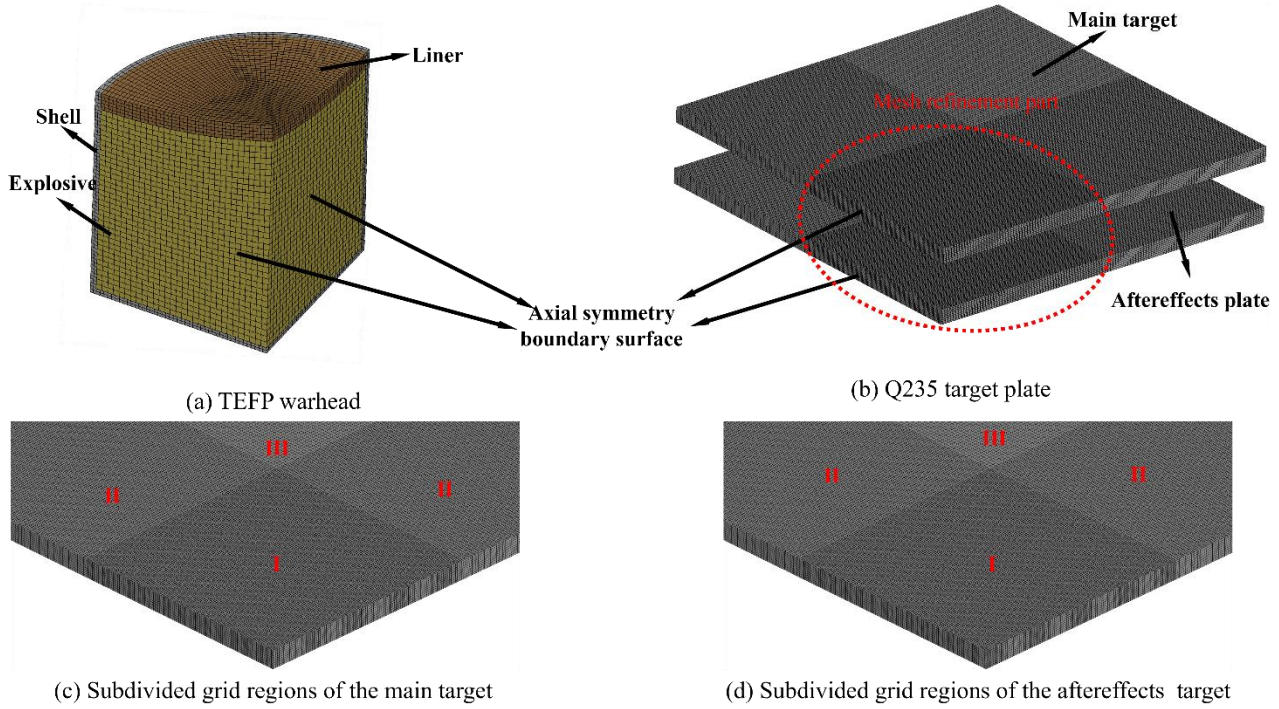 Liner
Shell
Explosive
Main target
Mesh refinement part
Aftereffects plate
Axial symmetry
boundary surface
(a) TEFP warhead
(b) Q235 target plate
III
II
II
I
III
II
II
I
(c) Subdivided grid regions of the main target
(d) Subdivided grid regions of the aftereffects target